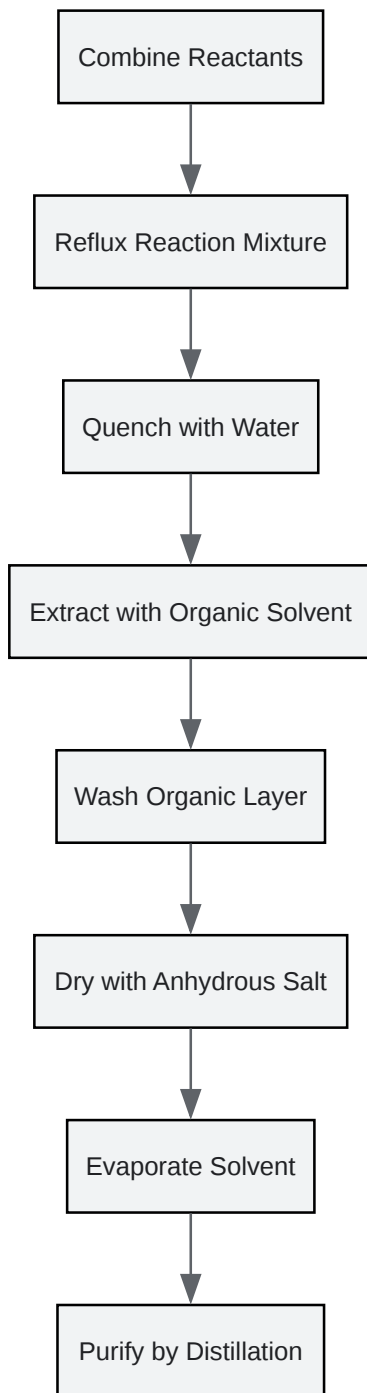 Combine Reactants
Reflux Reaction Mixture
Quench with Water
Extract with Organic Solvent
Wash Organic Layer
Dry with Anhydrous Salt
Evaporate Solvent
Purify by Distillation